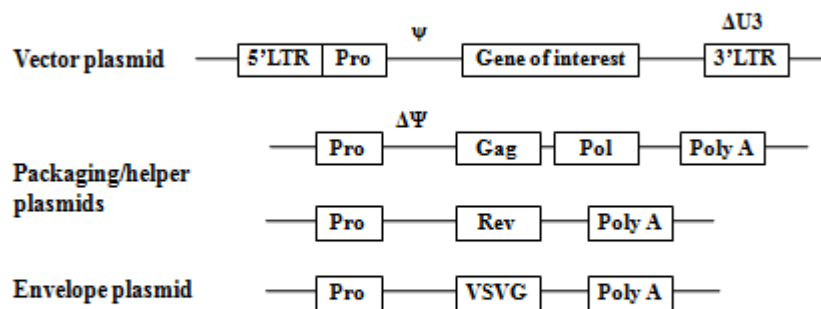 Ψ ΔU3
Vector plasmid 5'LTR Pro Gene of interest 3'LTR
ΔΨ
Pro Gag Pol Poly A
Packaging/helper
plasmids
Pro Rev Poly A
Envelope plasmid Pro VSVG Poly A